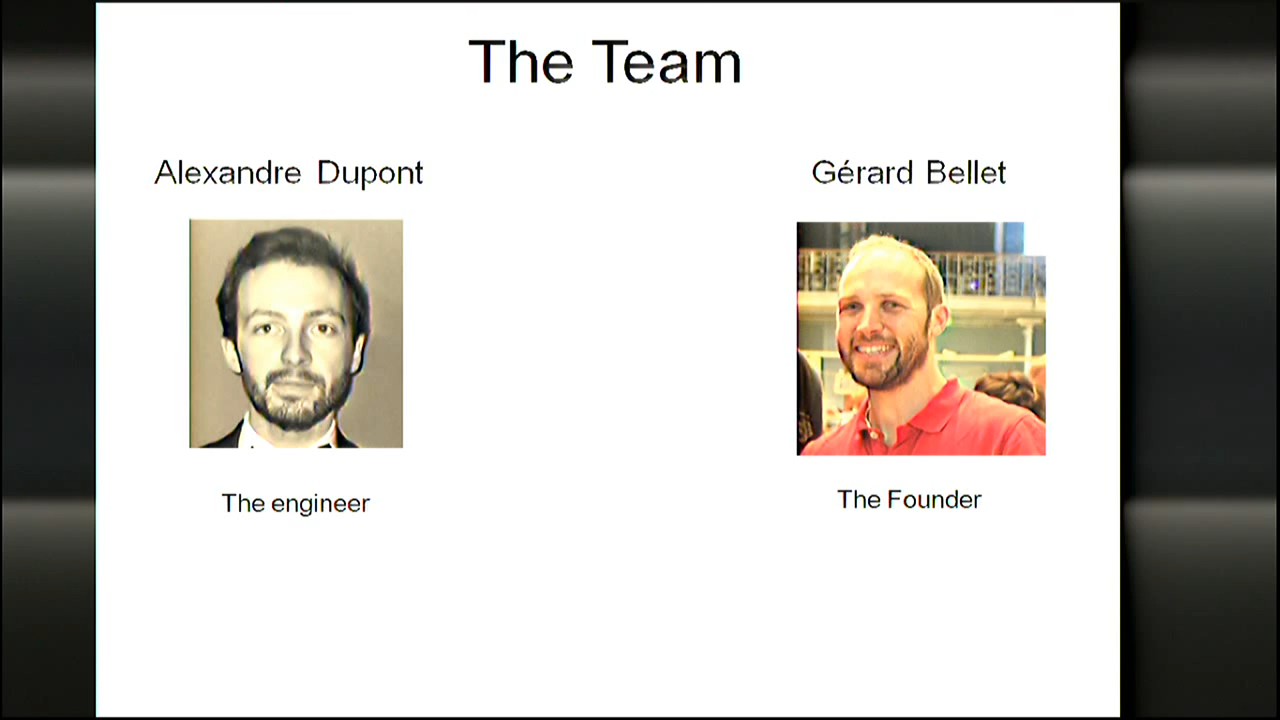 The Team
Alexandre Dupont
Gérard Bellet
The engineer
The Founder